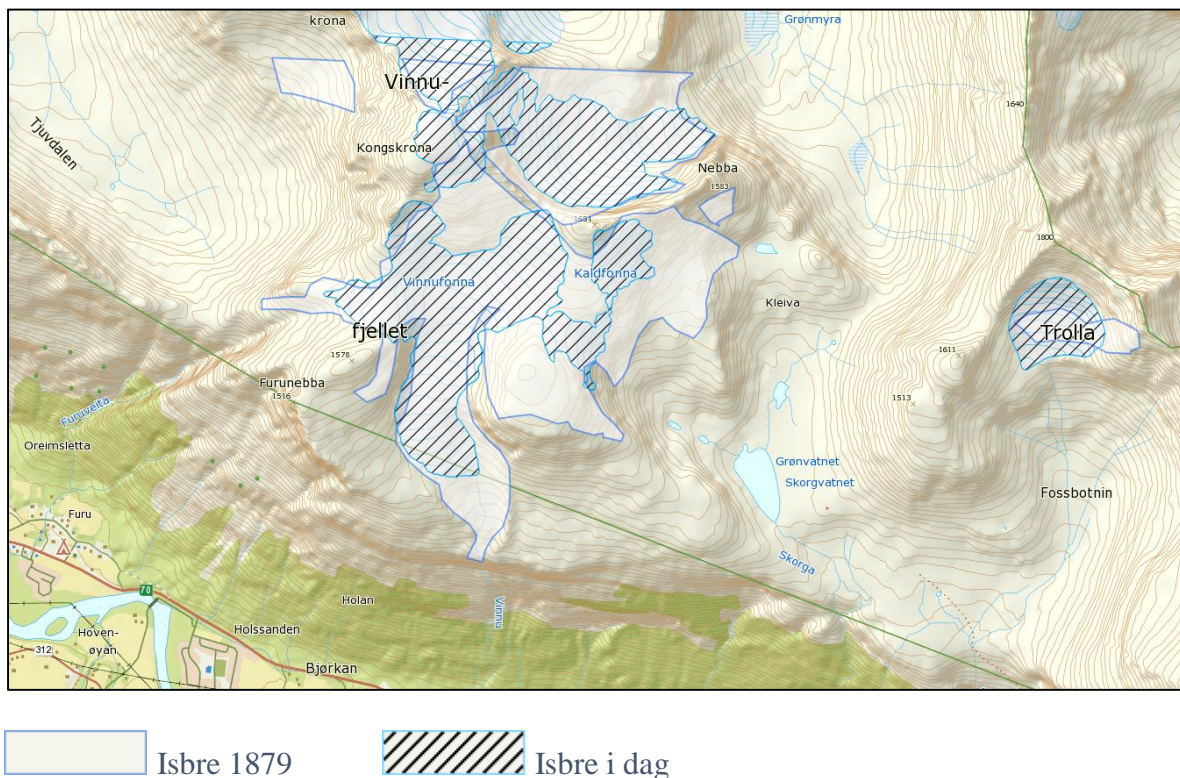 krona
Grønmyra
Vinnu-
1640
Tjuvdalen
Kongskrona
Nebba
1583
1651
1800
Vinnufonna
Kaldfonna
Kleiva
fjellet
Trolla
1578
1611
Furunebba
1516
1513
Furuveita
Oreimsletta
Grønvatnet
Skorgvatnet
Fossbotnin
Furu
Skorga
70
Holan
Vinnu
Hoven-
øyan
Holssanden
312
Bjørkan
Isbre 1879
Isbre i dag